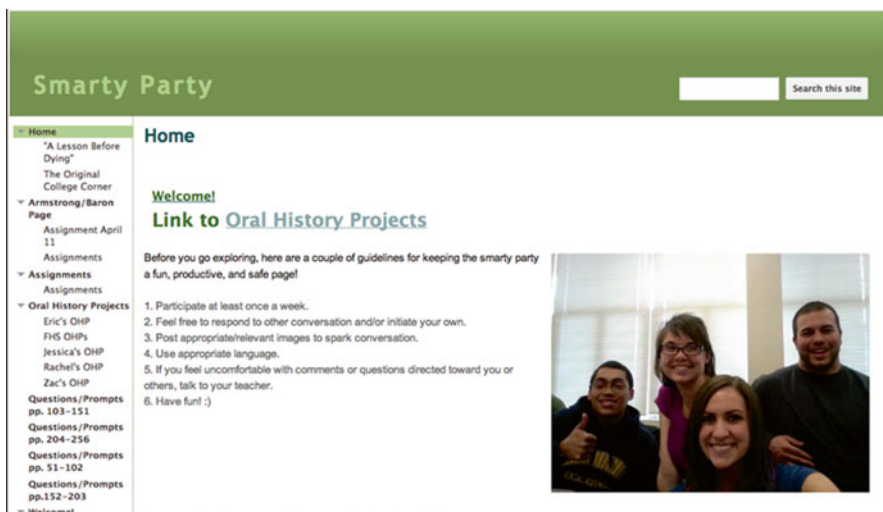 Smarty Party
Search this site
Home
"A Lesson Before
Dying"
The Original
College Corner
Armstrong/Baron
Page
Assignment April
11
Assignments
Assignments
Assignments
Oral History Projects
Eric's OHP
FHS OHPs
Jessica's OHP
Rachel's OHP
Zac's OHP
Questions/Prompts
pp. 103-151
Questions/Prompts
pp. 204-256
Questions/Prompts
pp. 51-102
Questions/Prompts
pp.152-203
Welcome!
Home
Welcome!
Link to Oral History Projects
Before you go exploring, here are a couple of guidelines for keeping the smarty party
a fun, productive, and safe page!
1. Participate at least once a week.
2. Feel free to respond to other conversation and/or initiate your own.
3. Post appropriate/relevant images to spark conversation.
4. Use appropriate language.
5. If you feel uncomfortable with comments or questions directed toward you or
others, talk to your teacher.
6. Have fun! :)